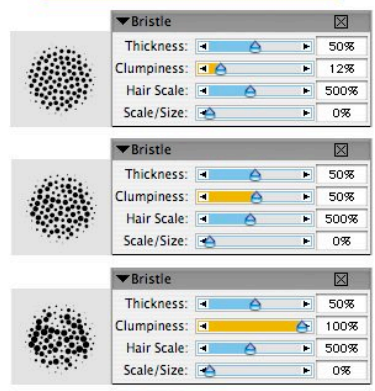 Bristle
Thickness: 50%
Clumpiness: 12%
Hair Scale: 500%
Scale/Size: 0%
Bristle
Thickness: 50%
Clumpiness: 50%
Hair Scale: 500%
Scale/Size: 0%
Bristle
Thickness: 50%
Clumpiness: 100%
Hair Scale: 500%
Scale/Size: 0%